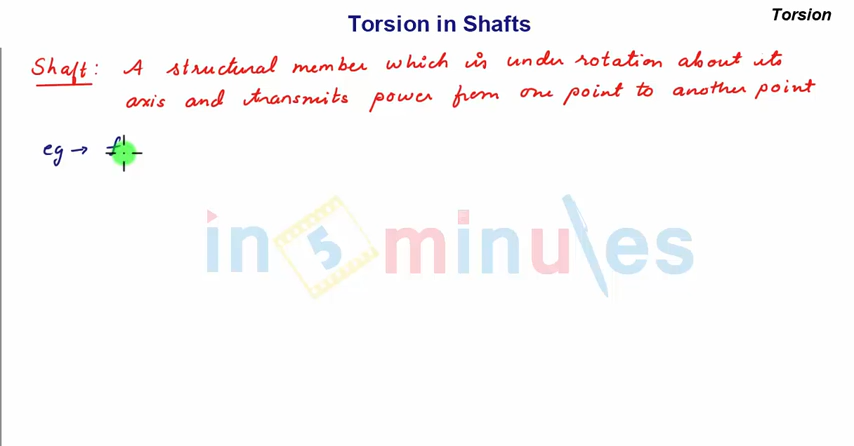 Torsion
Torsion in Shafts
Shaft: A structural member which is under rotation about its
axis and transmits power from one point to another point
eg → f
in 5 minutes